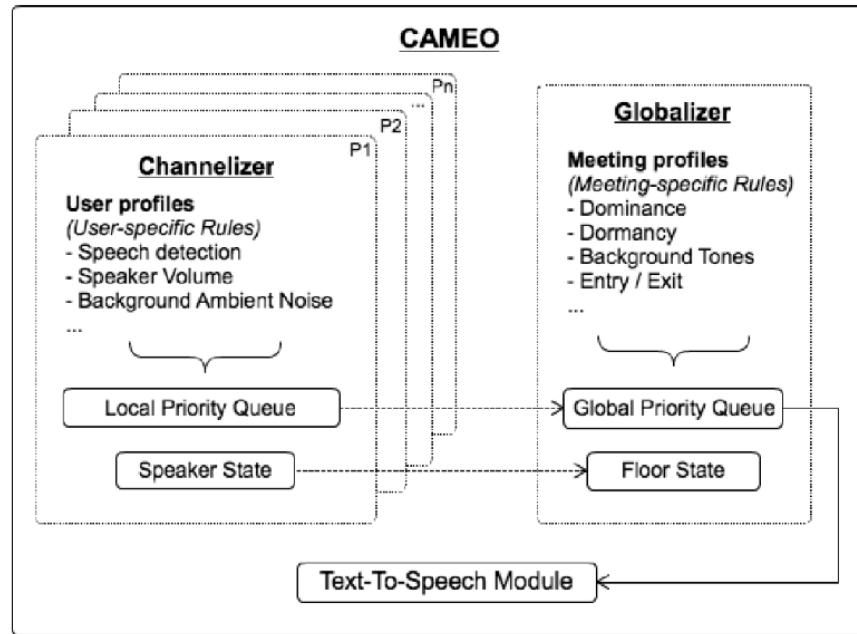 CAMEO
Pn
...
P2
P1
Channelizer
User profiles
(User-specific Rules)
- Speech detection
- Speaker Volume
- Background Ambient Noise
...
Local Priority Queue
Speaker State
Globalizer
Meeting profiles
(Meeting-specific Rules)
- Dominance
- Dormancy
- Background Tones
- Entry / Exit
...
Global Priority Queue
Floor State
Text-To-Speech Module